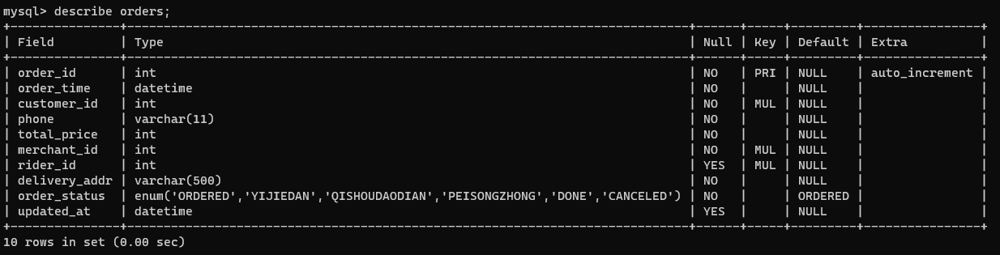 mysql> describe orders;
+---------------+-----------------------------------------------------------------------------+------+-----+---------+----------------+
| Field         | Type                                                                        | Null | Key | Default | Extra          |
+---------------+-----------------------------------------------------------------------------+------+-----+---------+----------------+
| order_id      | int                                                                         | NO   | PRI | NULL    | auto_increment |
| order_time    | datetime                                                                    | NO   |     | NULL    |                |
| customer_id   | int                                                                         | NO   | MUL | NULL    |                |
| phone         | varchar(11)                                                                 | NO   |     | NULL    |                |
| total_price   | int                                                                         | NO   |     | NULL    |                |
| merchant_id   | int                                                                         | NO   | MUL | NULL    |                |
| rider_id      | int                                                                         | YES  | MUL | NULL    |                |
| delivery_addr | varchar(500)                                                                | NO   |     | NULL    |                |
| order_status  | enum('ORDERED','YIJIEDAN','QISHOUDAODIAN','PEISONGZHONG','DONE','CANCELED') | NO   |     | ORDERED |                |
| updated_at    | datetime                                                                    | YES  |     | NULL    |                |
+---------------+-----------------------------------------------------------------------------+------+-----+---------+----------------+
10 rows in set (0.00 sec)